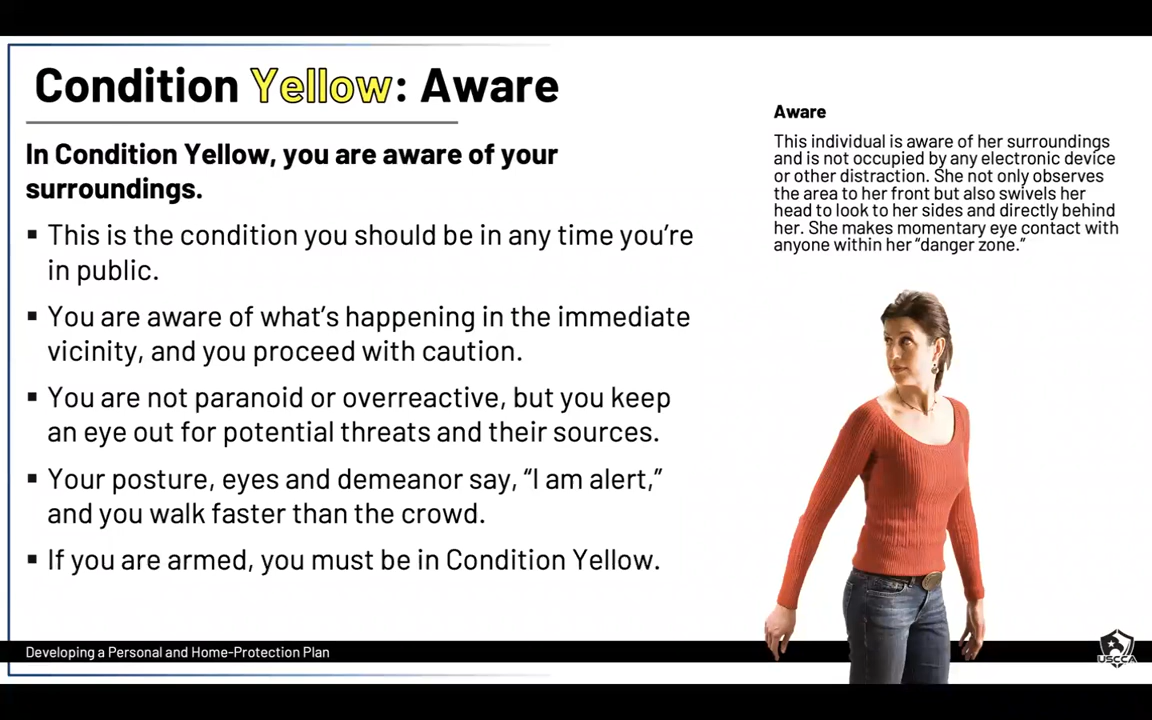 Condition Yellow: Aware
In Condition Yellow, you are aware of your
surroundings.
▪ This is the condition you should be in any time you’re
in public.
▪ You are aware of what’s happening in the immediate
vicinity, and you proceed with caution.
▪ You are not paranoid or overreactive, but you keep
an eye out for potential threats and their sources.
▪ Your posture, eyes and demeanor say, “I am alert,”
and you walk faster than the crowd.
▪ If you are armed, you must be in Condition Yellow.
Aware
This individual is aware of her surroundings
and is not occupied by any electronic device
or other distraction. She not only observes
the area to her front but also swivels her
head to look to her sides and directly behind
her. She makes momentary eye contact with
anyone within her “danger zone.”
Developing a Personal and Home-Protection Plan
USCCA